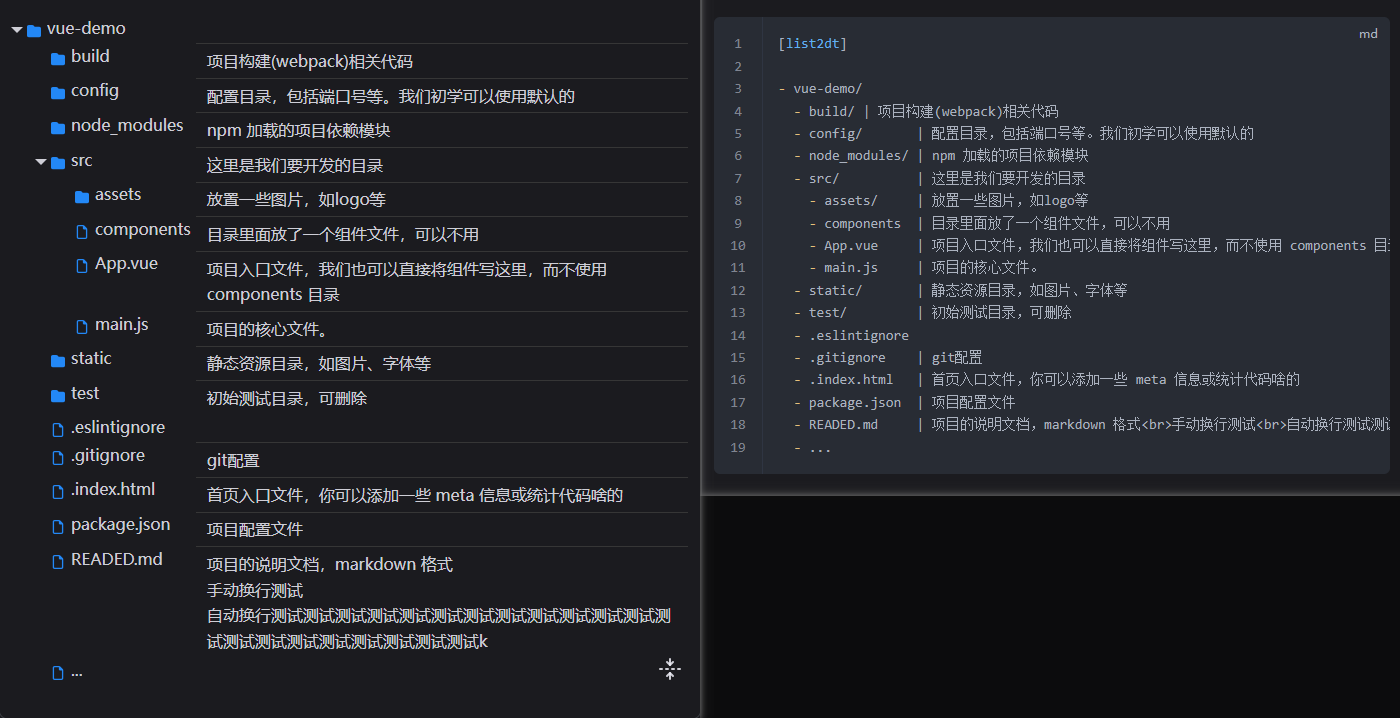 vue-demo
build 项目构建(webpack)相关代码
config 配置目录，包括端口号等。我们初学可以使用默认的
node_modules npm 加载的项目依赖模块
src 这里是我们要开发的目录
assets 放置一些图片，如logo等
components 目录里面放了一个组件文件，可以不用
App.vue 项目入口文件，我们也可以直接将组件写这里，而不使用
components 目录
main.js 项目的核心文件。
static 静态资源目录，如图片、字体等
test 初始测试目录，可删除
.eslintignore
.gitignore git配置
.index.html 首页入口文件，你可以添加一些 meta 信息或统计代码啥的
package.json 项目配置文件
READED.md 项目的说明文档，markdown 格式
手动换行测试
自动换行测试测试测试测试测试测试测试测试测试测试测试测试测
试测试测试测试测试测试测试测试测试k
...
md
1 [list2dt]
2
3 - vue-demo/
4 - build/ | 项目构建(webpack)相关代码
5 - config/ | 配置目录，包括端口号等。我们初学可以使用默认的
6 - node_modules/ | npm 加载的项目依赖模块
7 - src/ | 这里是我们要开发的目录
8 - assets/ | 放置一些图片，如logo等
9 - components | 目录里面放了一个组件文件，可以不用
10 - App.vue | 项目入口文件，我们也可以直接将组件写这里，而不使用 components 目
11 - main.js | 项目的核心文件。
12 - static/ | 静态资源目录，如图片、字体等
13 - test/ | 初始测试目录，可删除
14 - .eslintignore
15 - .gitignore | git配置
16 - .index.html | 首页入口文件，你可以添加一些 meta 信息或统计代码啥的
17 - package.json | 项目配置文件
18 - READED.md | 项目的说明文档，markdown 格式<br>手动换行测试<br>自动换行测试测
19 - ...